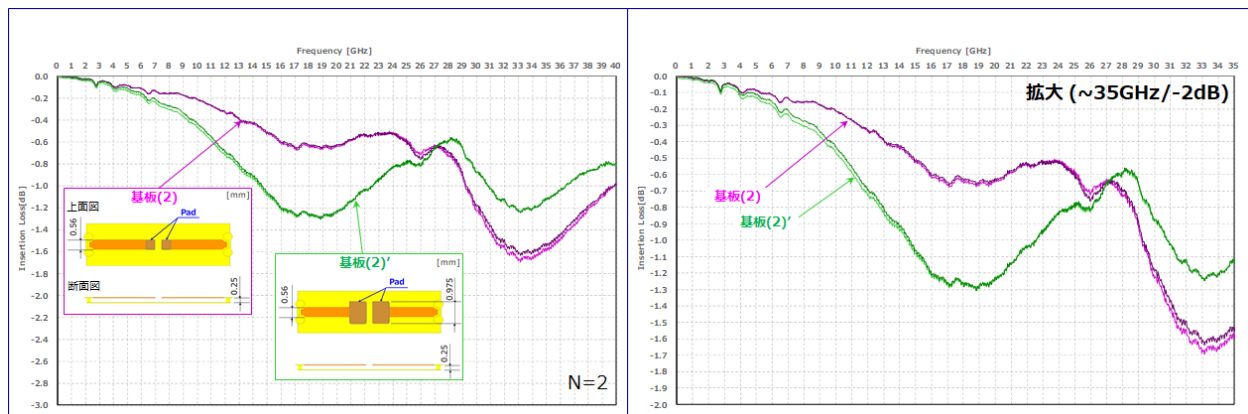 Frequency [GHz]
0 1 2 3 4 5 6 7 8 9 10 11 12 13 14 15 16 17 18 19 20 21 22 23 24 25 26 27 28 29 30 31 32 33 34 35 36 37 38 39 40
Insertion Loss[dB]
0.0
-0.2
-0.4
-0.6
-0.8
-1.0
-1.2
-1.4
-1.6
-1.8
-2.0
-2.2
-2.4
-2.6
-2.8
-3.0
基板(2)
[mm]
上面図
Pad
0.56
断面図
0.25
基板(2)’
[mm]
Pad
0.56
0.975
0.25
N=2
Frequency [GHz]
0 1 2 3 4 5 6 7 8 9 10 11 12 13 14 15 16 17 18 19 20 21 22 23 24 25 26 27 28 29 30 31 32 33 34 35
Insertion Loss[dB]
0.0
-0.1
-0.2
-0.3
-0.4
-0.5
-0.6
-0.7
-0.8
-0.9
-1.0
-1.1
-1.2
-1.3
-1.4
-1.5
-1.6
-1.7
-1.8
-1.9
-2.0
拡大 (~35GHz/-2dB)
基板(2)
基板(2)’